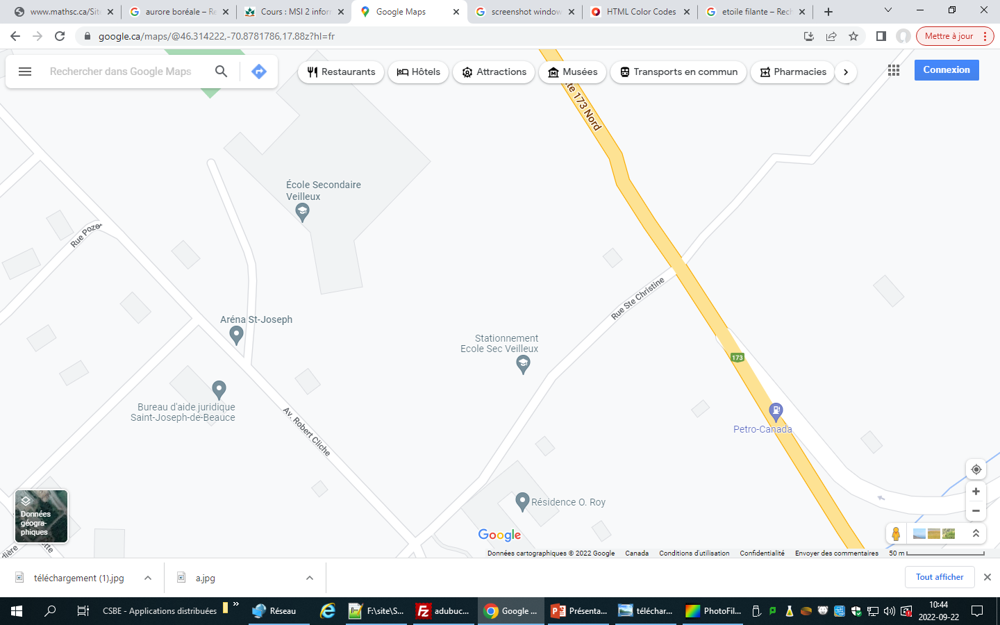 www.mathsc.ca/Sit
aurore boréale – Re
Cours : MSI 2 infor
Google Maps
screenshot window
HTML Color Codes
etoile filante – Rech
google.ca/maps/@46.314222,-70.8781786,17.88z?hl=fr
Mettre à jour
Rechercher dans Google Maps
Restaurants
Hôtels
Attractions
Musées
Transports en commun
Pharmacies
Connexion
te 173 Nord
École Secondaire
Veilleux
Rue Poze
Rue Ste Christine
Aréna St-Joseph
Stationnement
Ecole Sec Veilleux
173
Bureau d'aide juridique
Saint-Joseph-de-Beauce
Av. Robert Cliche
Petro-Canada
Résidence O. Roy
Données
géogra-
phiques
dière
ette
Google
Données cartographiques © 2022 Google
Canada
Conditions d'utilisation
Confidentialité
Envoyer des commentaires
50 m
téléchargement (1).jpg
a.jpg
Tout afficher
CSBE - Applications distribuées
Réseau
F:\site\S...
adubuc...
Google ...
Présenta...
téléchar...
PhotoFil...
10:44
2022-09-22